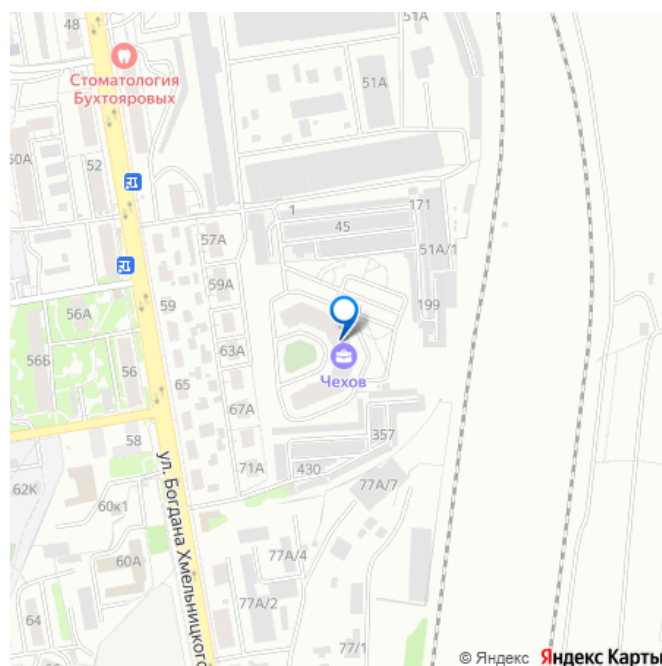 48
51А
Стоматология
Бухтояровых
51А
50А
52
1
171
45
57А
51А/1
59А
59
199
56А
56Б
63А
56
65
Чехов
67А
58
357
ул. Богдана Хмельницкого
71А
430
62К
77А/7
60к1
77А/4
60А
77А/2
64
77/1
© Яндекс Яндекс Карты